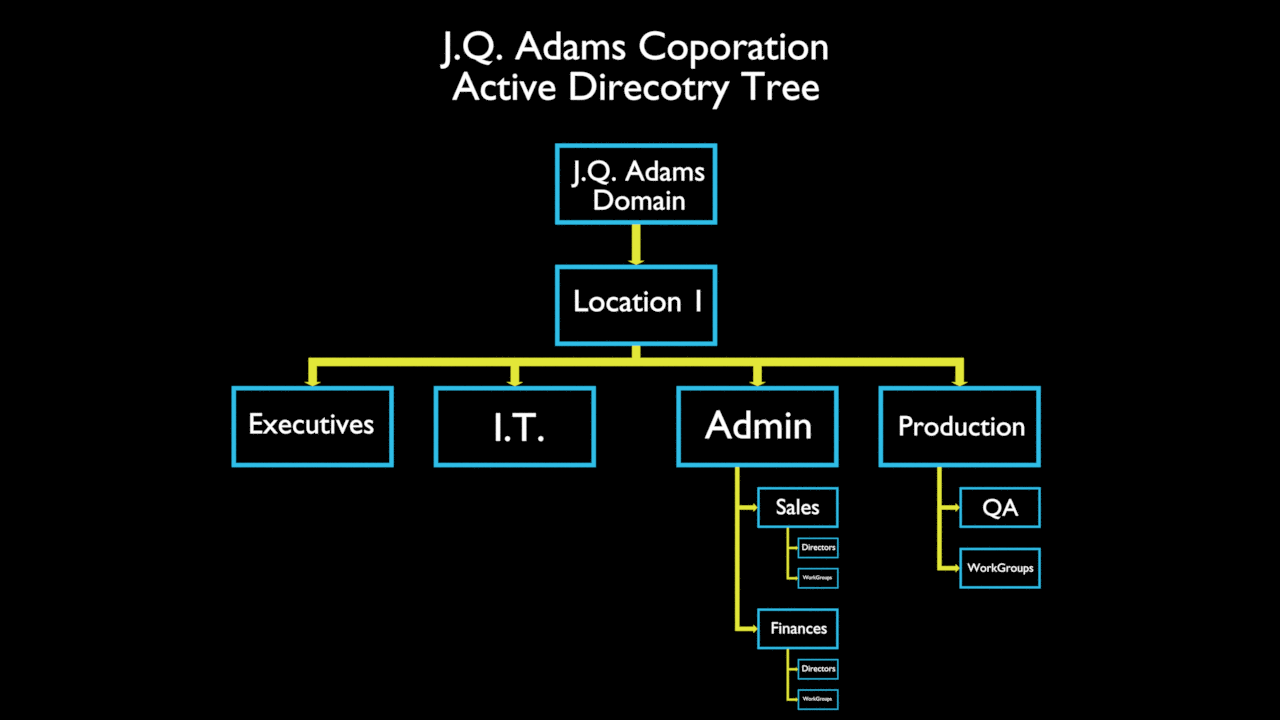 J.Q. Adams Coporation
Active Direcotry Tree
J.Q. Adams
Domain
Location 1
Executives
I.T.
Admin
Production
Sales
QA
Directors
WorkGroups
WorkGroups
Finances
Directors
WorkGroups